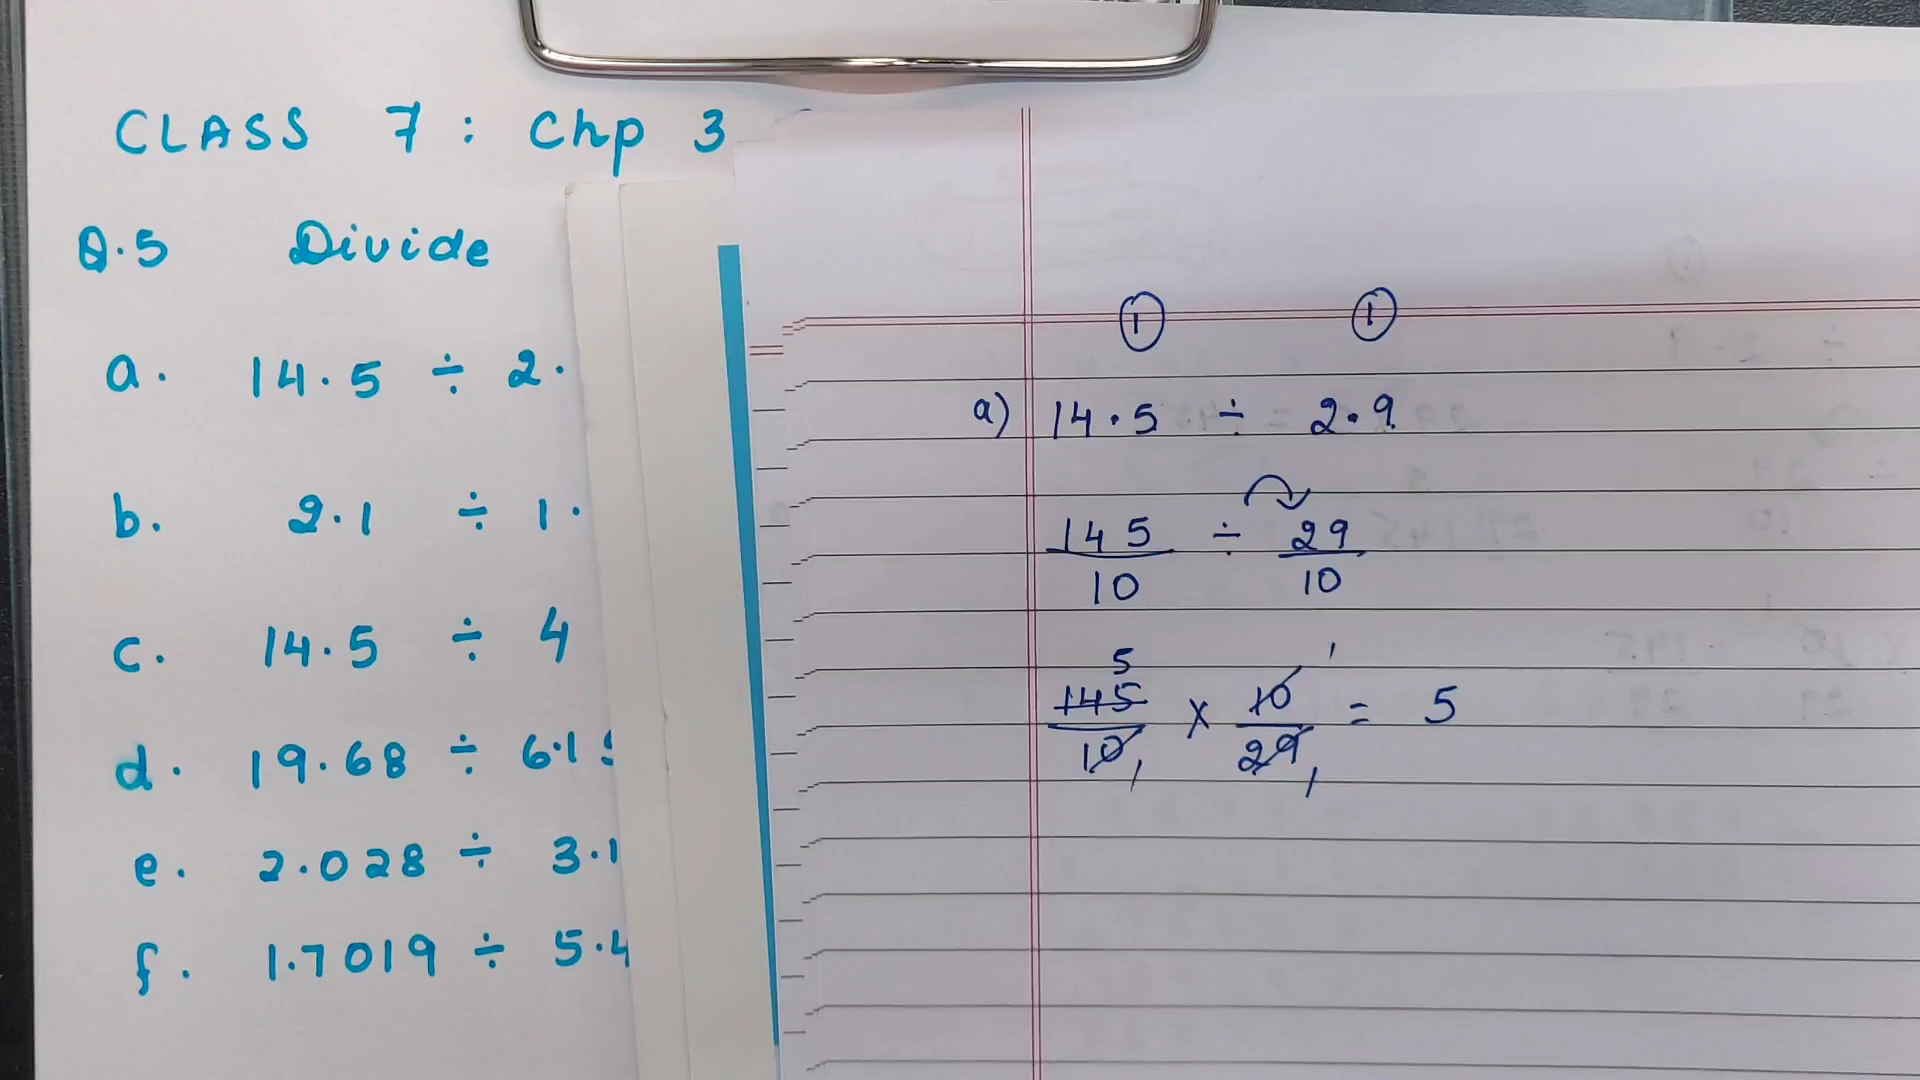 CLASS 7 : Chp 3
Q.5 Divide
a. 14.5 ÷ 2.
b. 2.1 ÷ 1.
c. 14.5 ÷ 4
d. 19.68 ÷ 6.15
e. 2.028 ÷ 3.1
f. 1.7019 ÷ 5.4
1 1
a) 14.5 ÷ 2.9
145 ÷ 29
10 10
5 1
145 × 10 = 5
10 1 29 1